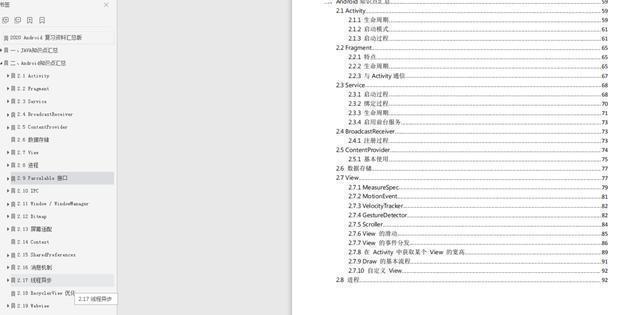 书签
2020 Android 复习资料汇总版
一、JAVA知识点汇总
二、Android知识点汇总
2.1 Activity
2.2 Fragment
2.3 Service
2.4 BroadcastReceiver
2.5 ContentProvider
2.6 数据存储
2.7 View
2.8 进程
2.9 Parcelable 接口
2.10 IPC
2.11 Window / WindowManager
2.12 Bitmap
2.13 屏幕适配
2.14 Context
2.15 SharedPreferences
2.16 消息机制
2.17 线程异步
2.18 RecyclerView 优化
2.17 线程异步
2.19 Webview
二、Android 知识点汇总 59
2.1 Activity 59
2.1.1 生命周期 59
2.1.2 启动模式 61
2.1.3 启动过程 61
2.2 Fragment 65
2.2.1 特点 65
2.2.2 生命周期 66
2.2.3 与 Activity 通信 67
2.3 Service 68
2.3.1 启动过程 68
2.3.2 绑定过程 70
2.3.3 生命周期 71
2.3.4 启用前台服务 73
2.4 BroadcastReceiver 73
2.4.1 注册过程 73
2.5 ContentProvider 74
2.5.1 基本使用 75
2.6 数据存储 77
2.7 View 77
2.7.1 MeasureSpec 79
2.7.2 MotionEvent 81
2.7.3 VelocityTracker 82
2.7.4 GestureDetector 82
2.7.5 Scroller 84
2.7.6 View 的滑动 85
2.7.7 View 的事件分发 86
2.7.8 在 Activity 中获取某个 View 的宽高 89
2.7.9 Draw 的基本流程 91
2.7.10 自定义 View 92
2.8 进程 92